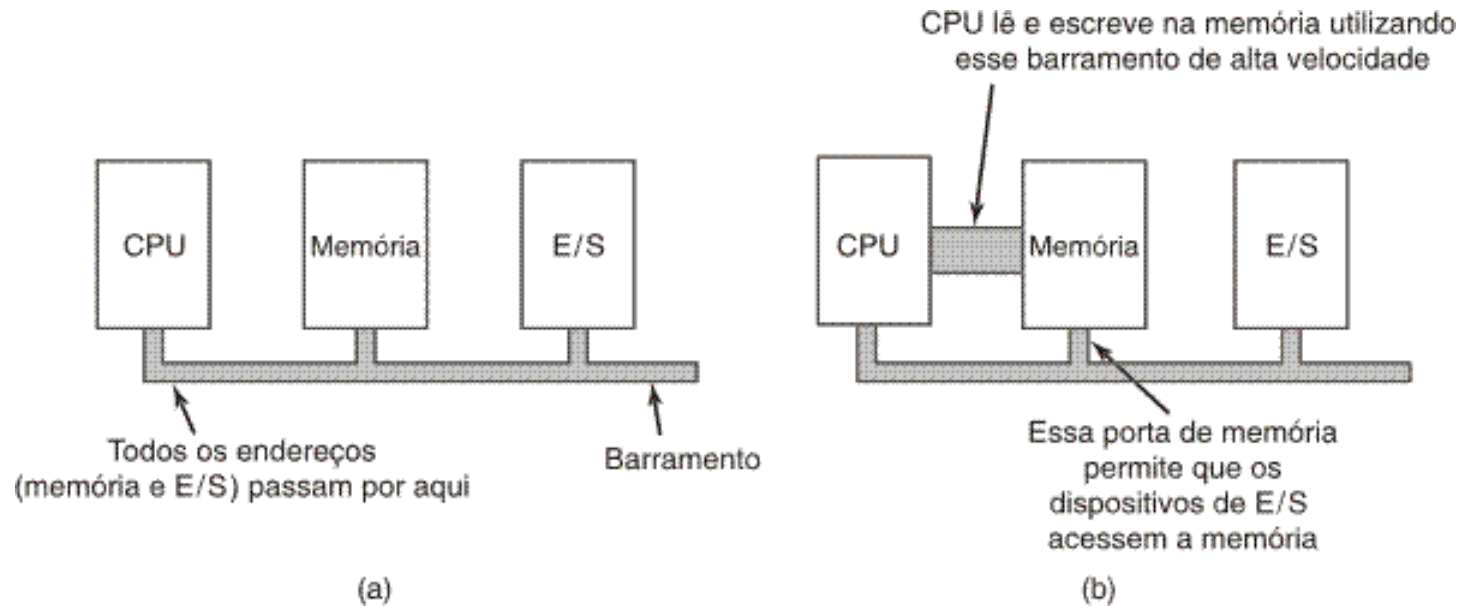 CPU
Memória
E/S
Todos os endereços
(memória e E/S) passam por aqui
Barramento
(a)
CPU lê e escreve na memória utilizando
esse barramento de alta velocidade
CPU
Memória
E/S
Essa porta de memória
permite que os
dispositivos de E/S
acessem a memória
(b)